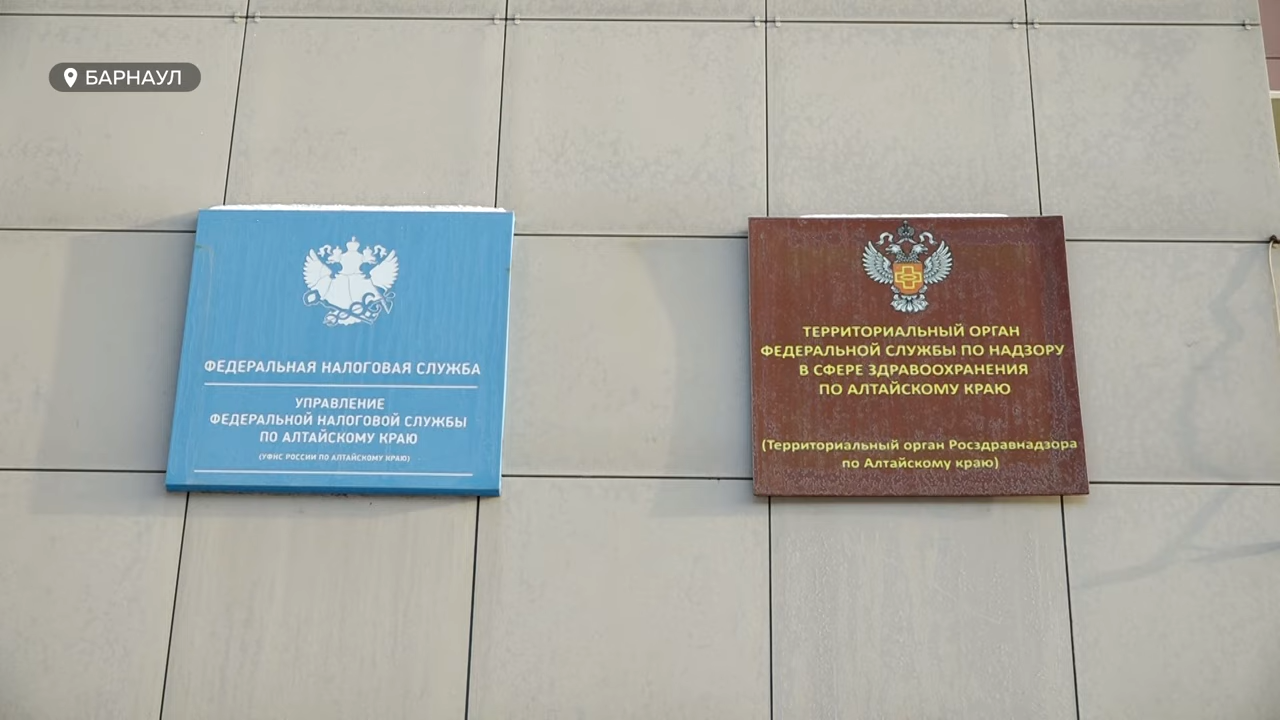 БАРНАУЛ
ФЕДЕРАЛЬНАЯ НАЛОГОВАЯ СЛУЖБА
УПРАВЛЕНИЕ
ФЕДЕРАЛЬНОЙ НАЛОГОВОЙ СЛУЖБЫ
ПО АЛТАЙСКОМУ КРАЮ
(УФНС РОССИИ ПО АЛТАЙСКОМУ КРАЮ)
ТЕРРИТОРИАЛЬНЫЙ ОРГАН
ФЕДЕРАЛЬНОЙ СЛУЖБЫ ПО НАДЗОРУ
В СФЕРЕ ЗДРАВООХРАНЕНИЯ
ПО АЛТАЙСКОМУ КРАЮ
(Территориальный орган Росздравнадзора
по Алтайскому краю)